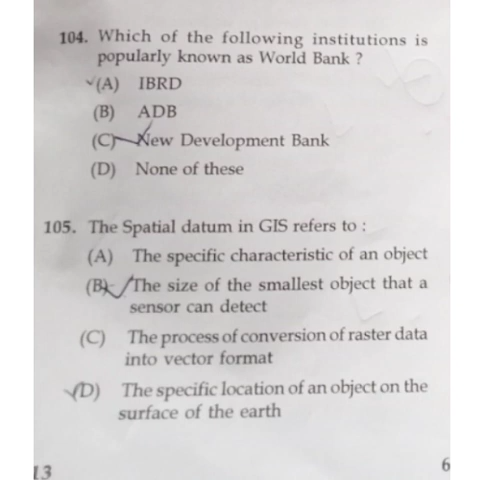 104. Which of the following institutions is
popularly known as World Bank ?
(A) IBRD
(B) ADB
(C) New Development Bank
(D) None of these
105. The Spatial datum in GIS refers to :
(A) The specific characteristic of an object
(B) The size of the smallest object that a
sensor can detect
(C) The process of conversion of raster data
into vector format
(D) The specific location of an object on the
surface of the earth
13
6